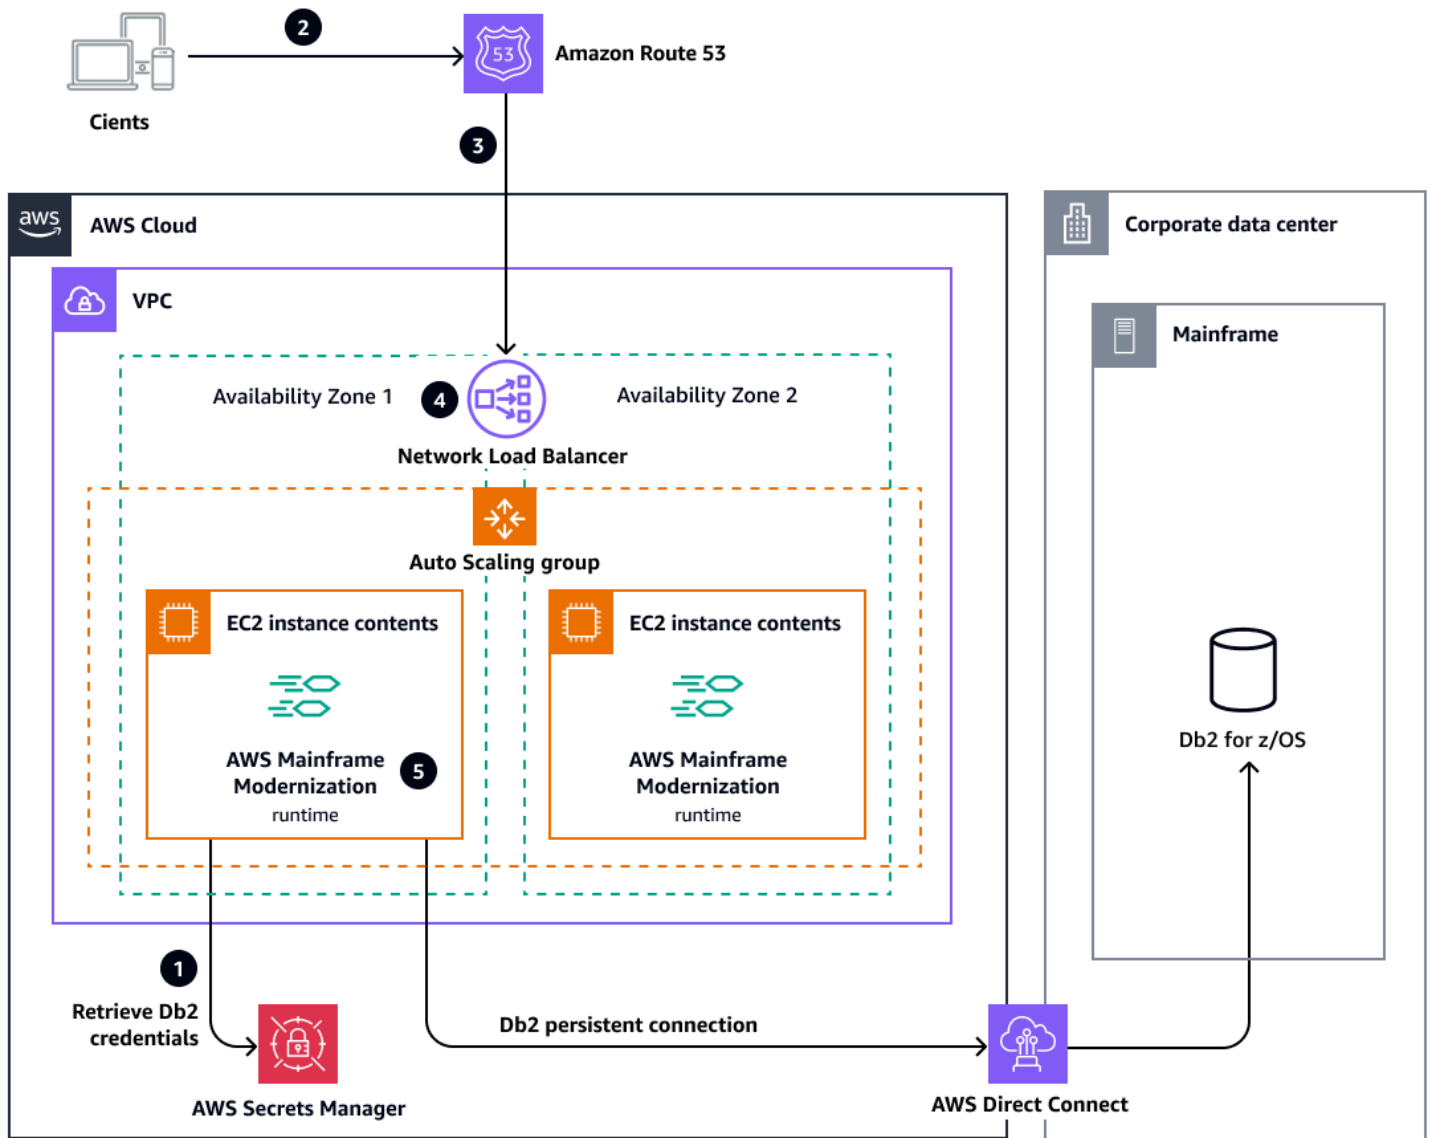 2
53
Amazon Route 53
Cients
3
aws
AWS Cloud
Corporate data center
VPC
Mainframe
Availability Zone 1
4
Availability Zone 2
Network Load Balancer
Auto Scaling group
EC2 instance contents
EC2 instance contents
AWS Mainframe
Modernization
runtime
5
AWS Mainframe
Modernization
runtime
Db2 for z/OS
1
Retrieve Db2
credentials
Db2 persistent connection
AWS Secrets Manager
AWS Direct Connect